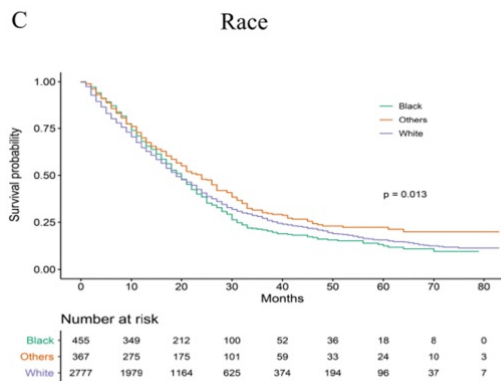 C Race
1.00
0.75
0.50
0.25
0.00
Survival probability
Black
Others
White
p = 0.013
0 10 20 30 40 50 60 70 80
Months
Number at risk
Black 455 349 212 100 52 36 18 8 0
Others 367 275 175 101 59 33 24 10 3
White 2777 1979 1164 625 374 194 96 37 7